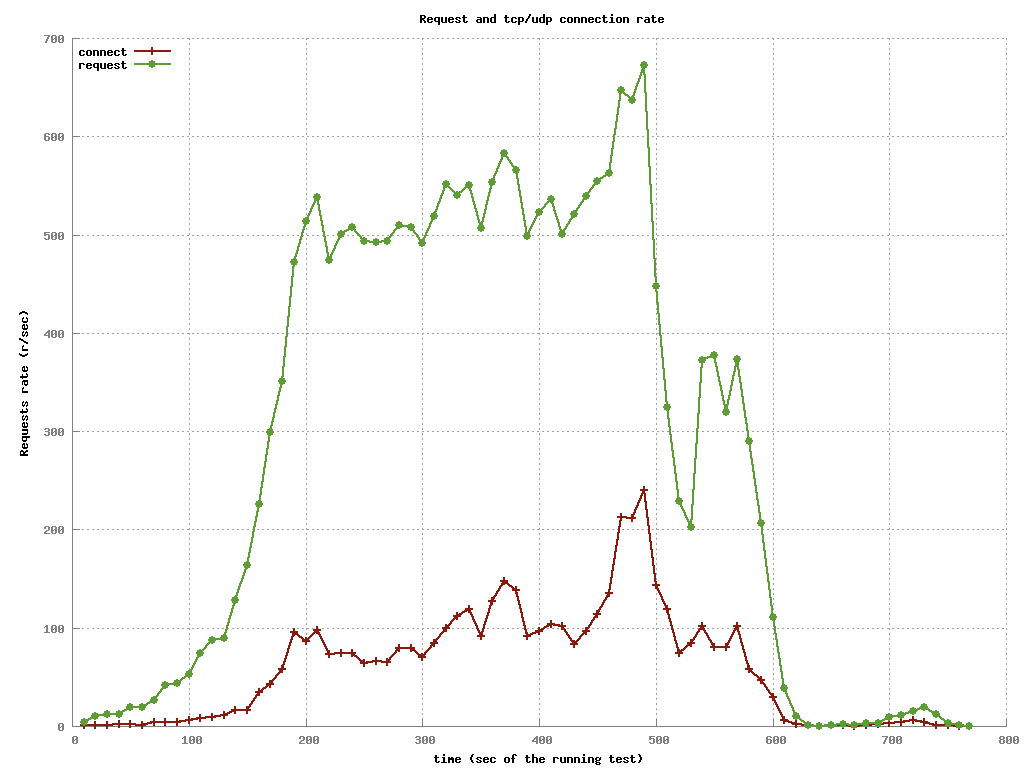 Request and tcp/udp connection rate
700
connect
request
600
500
400
Requests rate (r/sec)
300
200
100
0
0 100 200 300 400 500 600 700 800
time (sec of the running test)